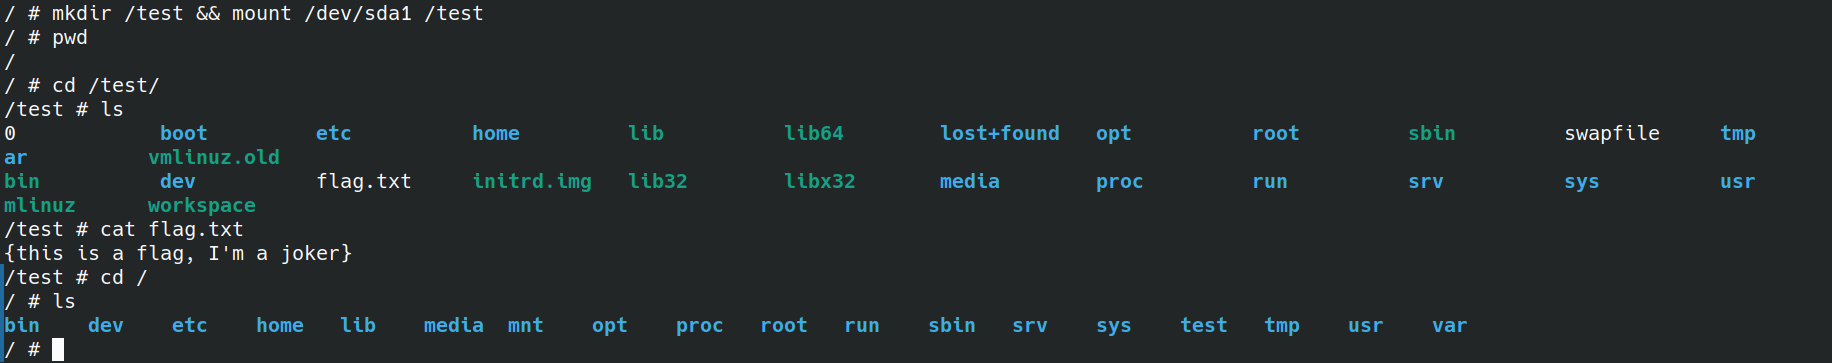 / # mkdir /test && mount /dev/sda1 /test
/ # pwd
/
/ # cd /test/
/test # ls
0 boot etc home lib lib64 lost+found opt root sbin swapfile tmp
ar vmlinuz.old
bin dev flag.txt initrd.img lib32 libx32 media proc run srv sys usr
mlinuz workspace
/test # cat flag.txt
{this is a flag, I'm a joker}
/test # cd /
/ # ls
bin dev etc home lib media mnt opt proc root run sbin srv sys test tmp usr var
/ #